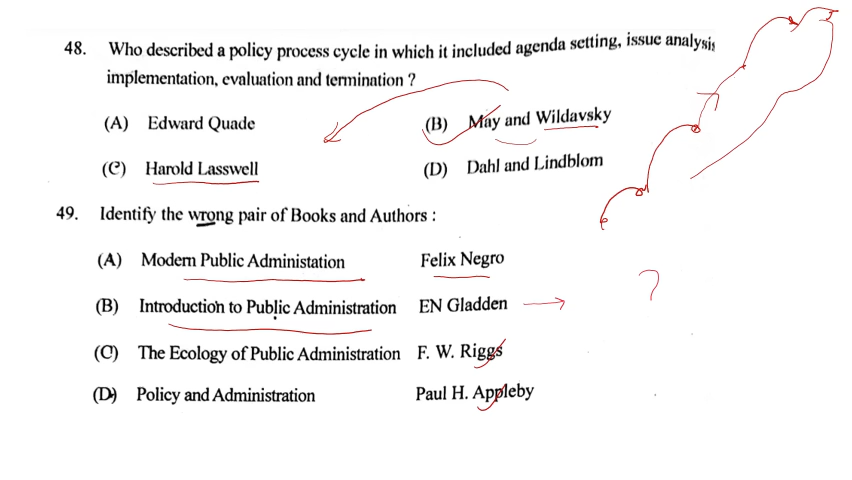 48. Who described a policy process cycle in which it included agenda setting, issue analysis
implementation, evaluation and termination ?
(A) Edward Quade (B) May and Wildavsky
(C) Harold Lasswell (D) Dahl and Lindblom
49. Identify the wrong pair of Books and Authors :
(A) Modern Public Administation Felix Negro
(B) Introduction to Public Administration EN Gladden
(C) The Ecology of Public Administration F. W. Riggs
(D) Policy and Administration Paul H. Appleby
?